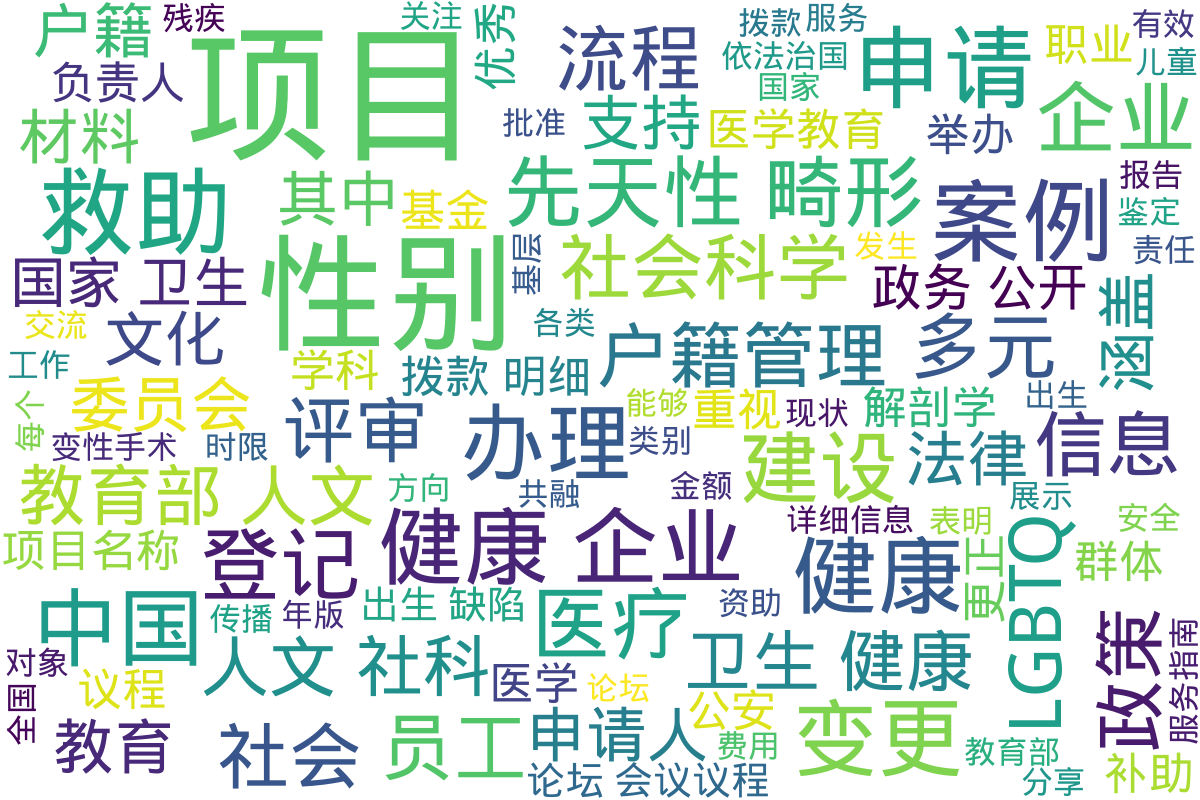 户籍
残疾
关注
优秀
拨款
服务
有效
负责人
项目
流程
依法治国
申请
职业
儿童
国家
材料
批准
支持
医学教育
举办
企业
救助
其中
基金
先天性 畸形
案例
报告
鉴定
国家 卫生
性别
基层
社会科学
发生
责任
政务 公开
交流
文化
各类
户籍管理
多元
涵盖
工作
学科
拨款 明细
委员会
评审
办理
能够
重视
现状
解剖学
出生
每个
变性手术
时限
类别
建设
法律
信息
教育部 人文
方向
共融
金额
展示
项目名称
登记
健康 企业
详细信息
表明
安全
健康
更正
LGBTQ
群体
中国
传播
年版
出生 缺陷
医疗
资助
政策
服务指南
对象
议程
人文 社科
医学
论坛
卫生 健康
全国
公安
教育
社会
员工
申请人
费用
变更
教育部
论坛 会议议程
分享
补助